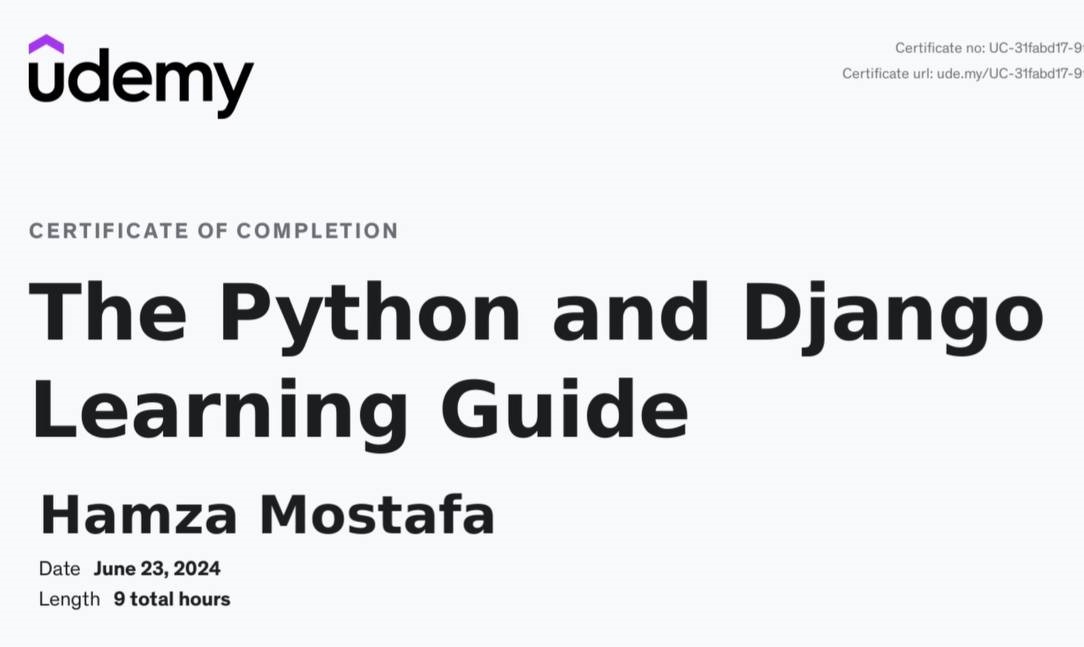 udemy
Certificate no: UC-31fabd17-9
Certificate url: ude.my/UC-31fabd17-9
CERTIFICATE OF COMPLETION
The Python and Django
Learning Guide
Hamza Mostafa
Date June 23, 2024
Length 9 total hours